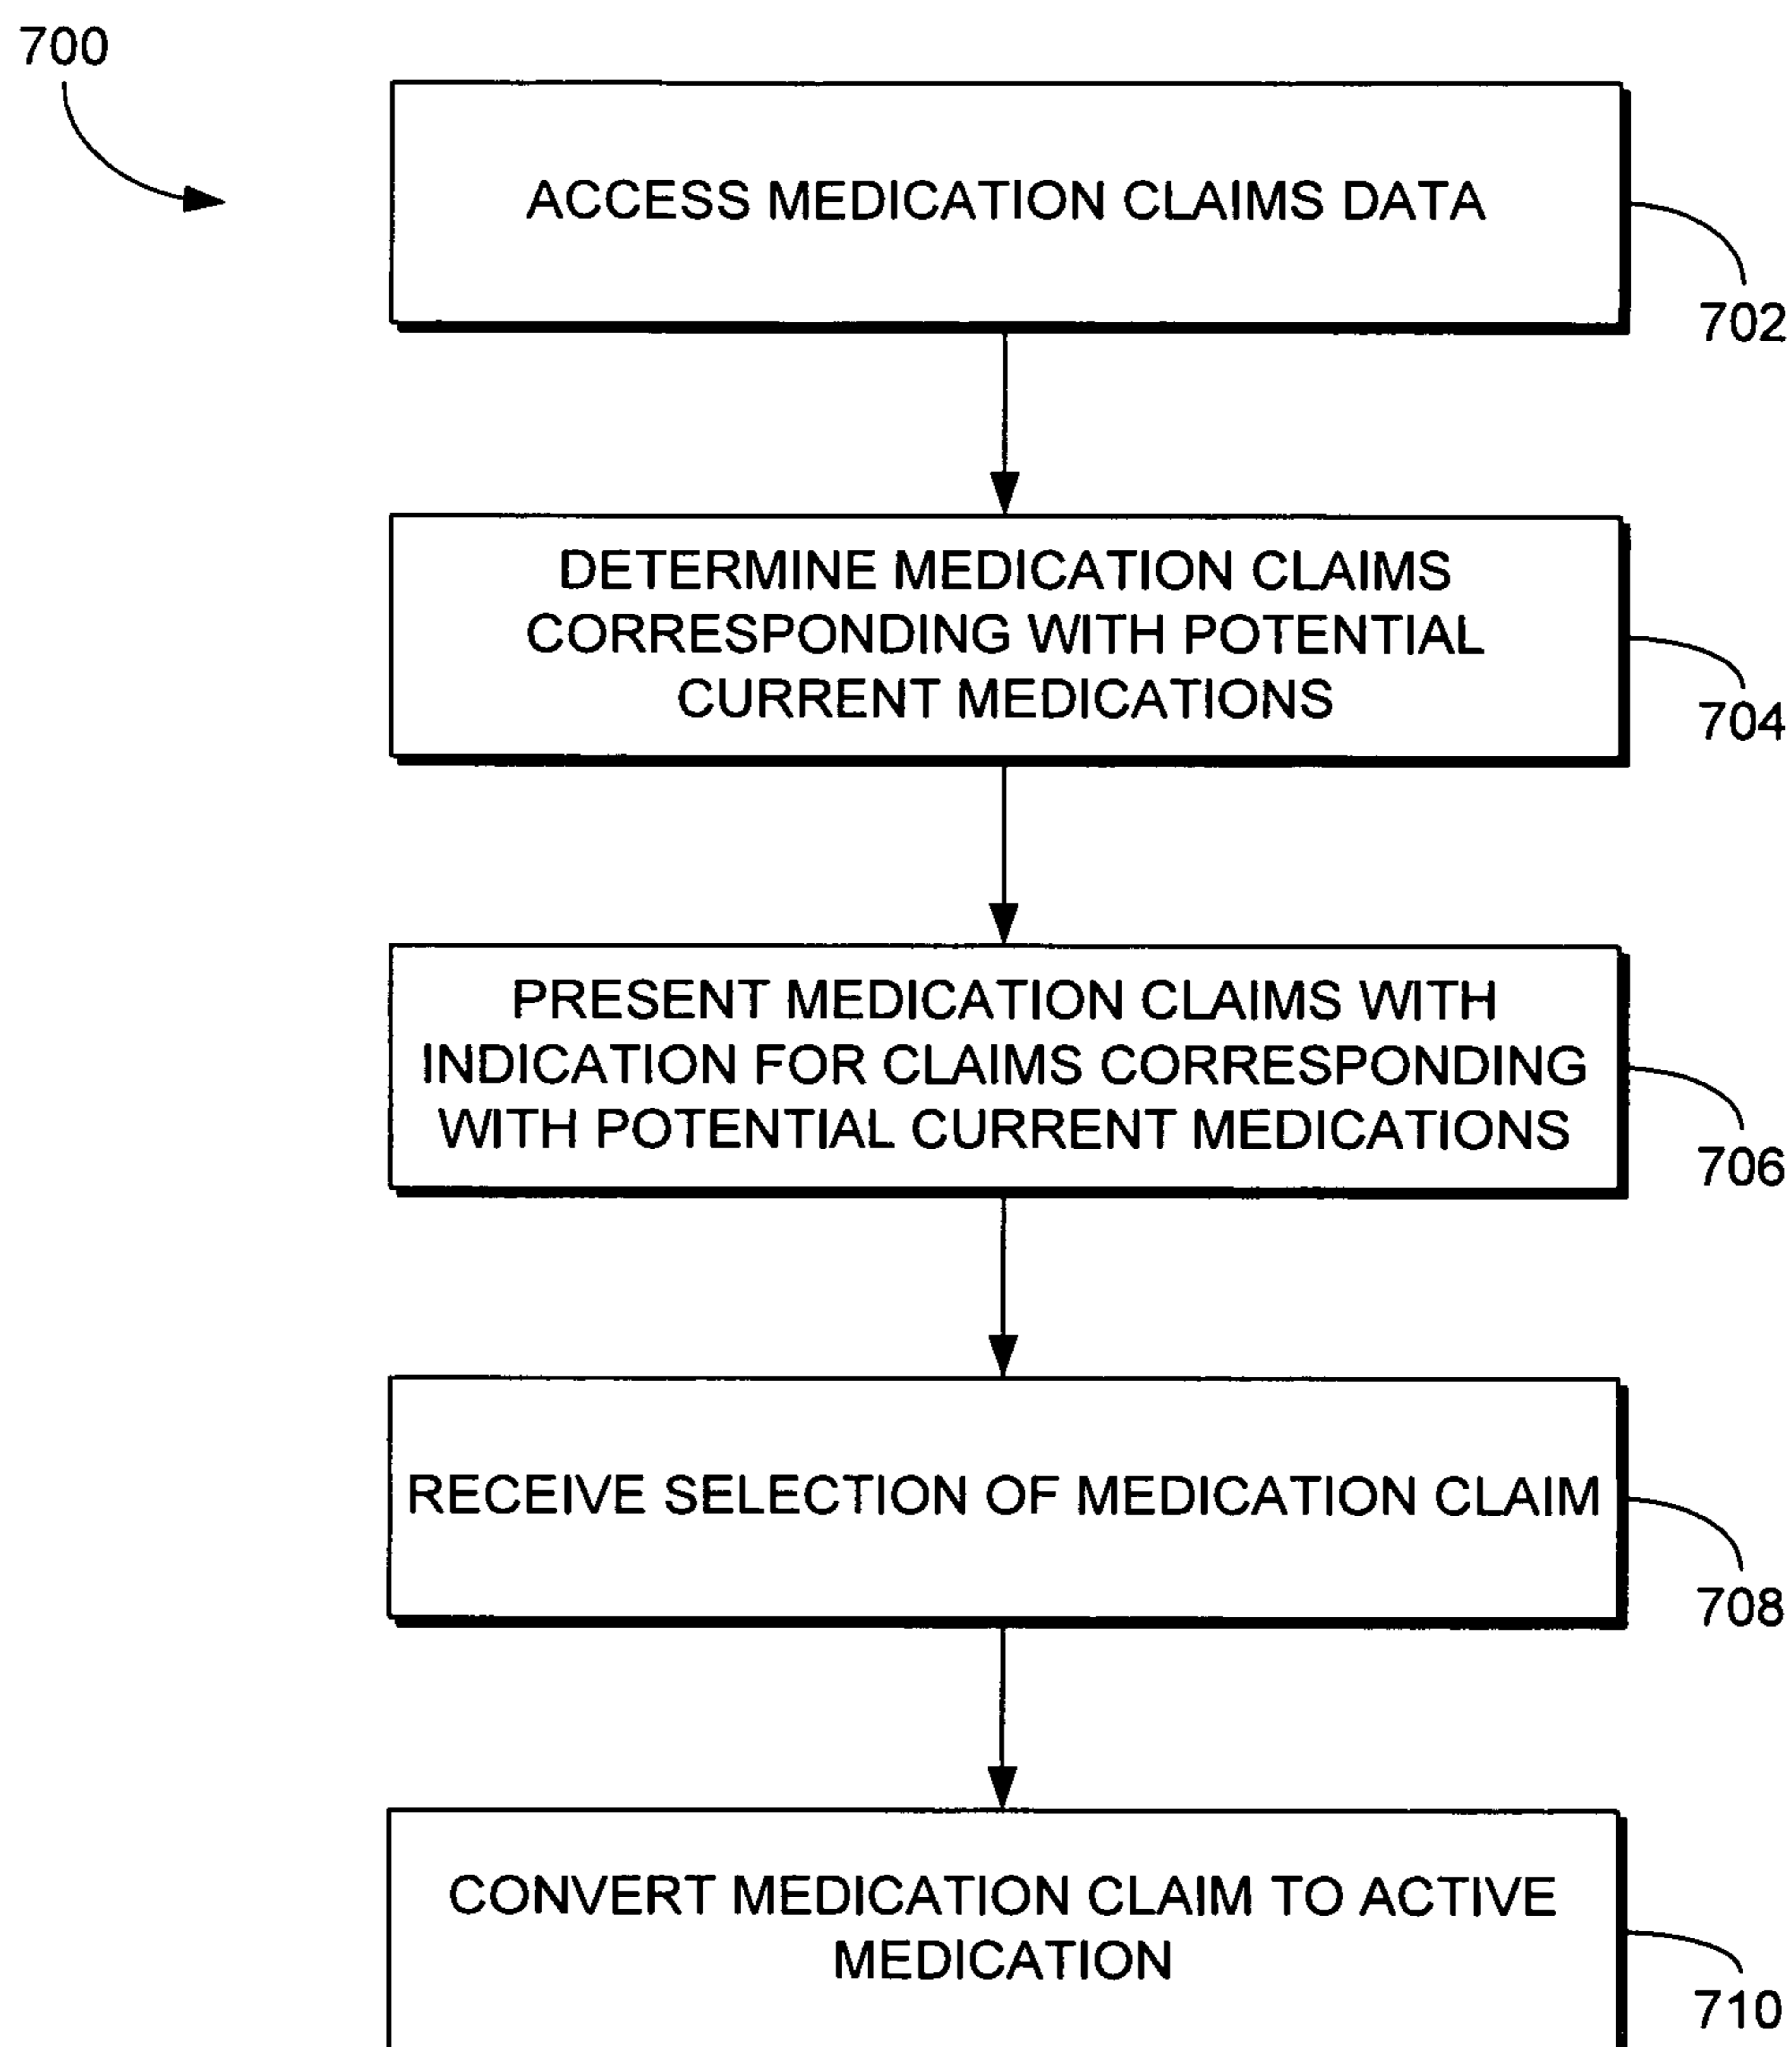 700
ACCESS MEDICATION CLAIMS DATA
702
DETERMINE MEDICATION CLAIMS
CORRESPONDING WITH POTENTIAL
CURRENT MEDICATIONS
704
PRESENT MEDICATION CLAIMS WITH
INDICATION FOR CLAIMS CORRESPONDING
WITH POTENTIAL CURRENT MEDICATIONS
706
RECEIVE SELECTION OF MEDICATION CLAIM
708
CONVERT MEDICATION CLAIM TO ACTIVE
MEDICATION
710